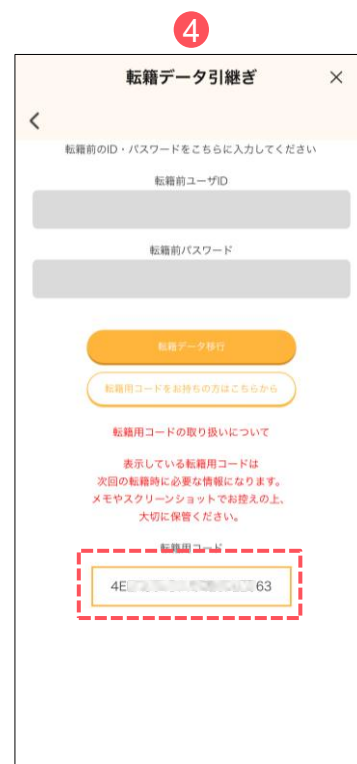 4
転籍データ引継ぎ ×
<
転籍前のID・パスワードをこちらに入力してください
転籍前ユーザID
転籍前パスワード
転籍データ移行
転籍用コードをお持ちの方はこちらから
転籍用コードの取り扱いについて
表示している転籍用コードは
次回の転籍時に必要な情報になります。
メモやスクリーンショットでお控えの上、
大切に保管ください。
転籍用コード
4E 63